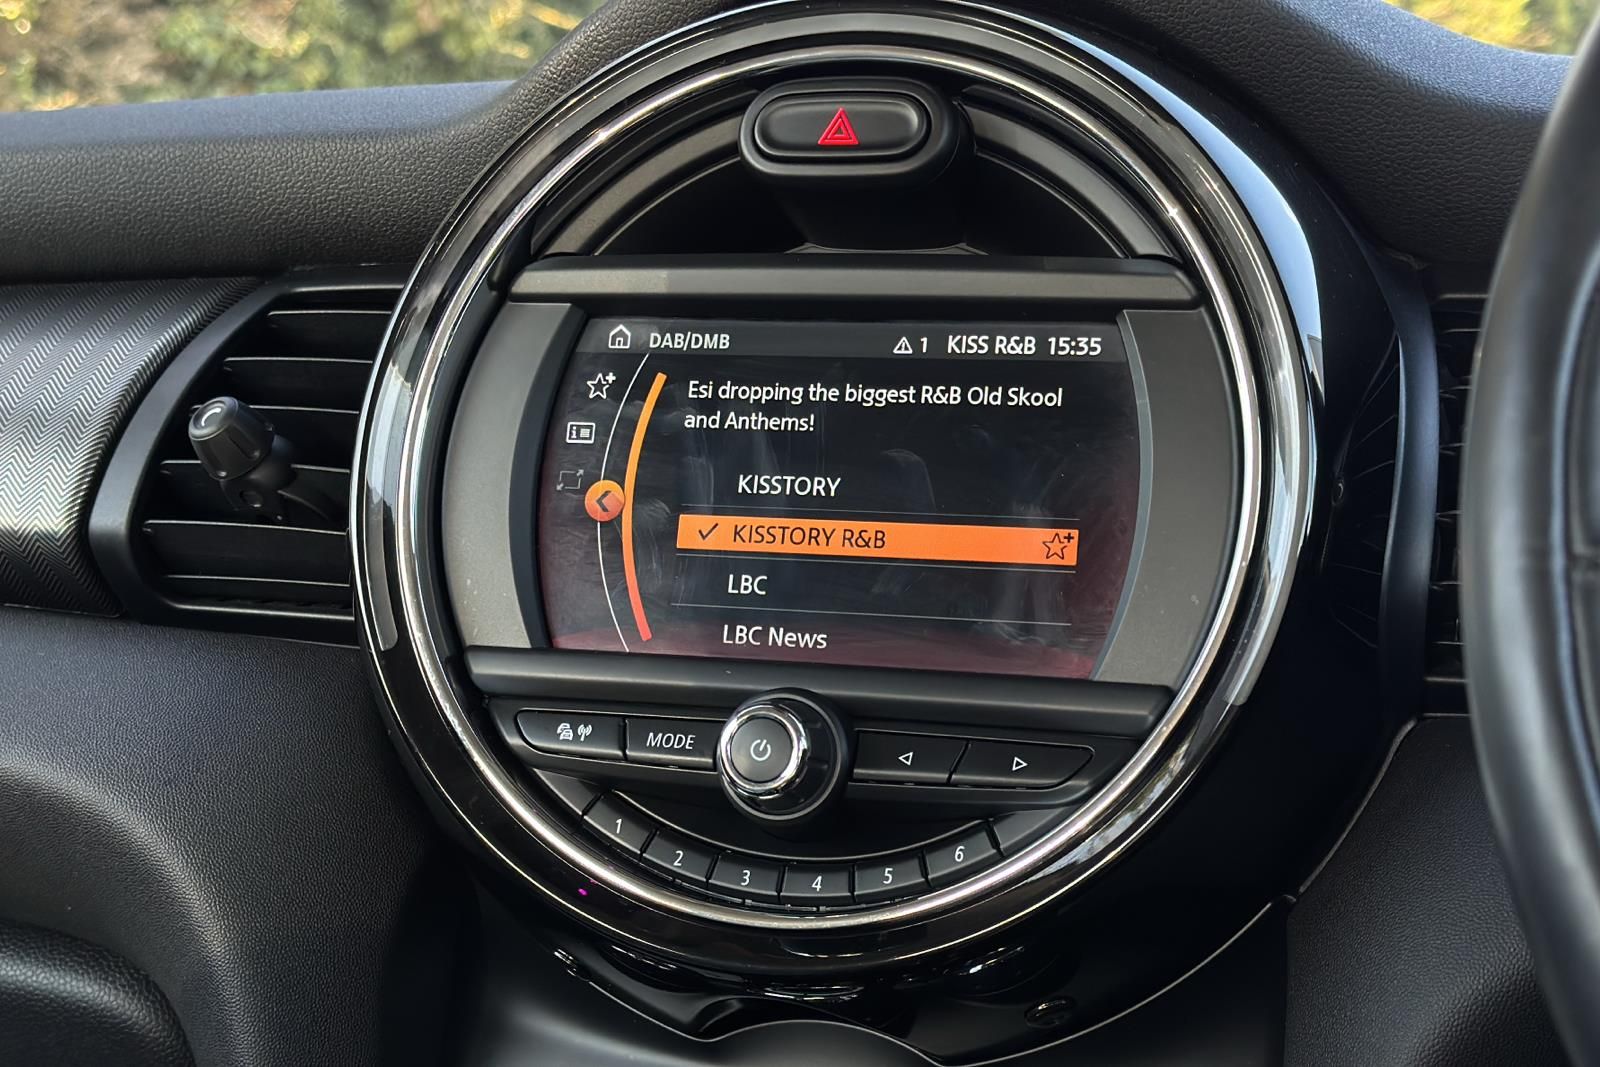 DAB/DMB
1 KISS R&B 15:35
Esi dropping the biggest R&B Old Skool
and Anthems!
KISSTORY
KISSTORY R&B
LBC
LBC News
MODE
1
2
3
4
5
6